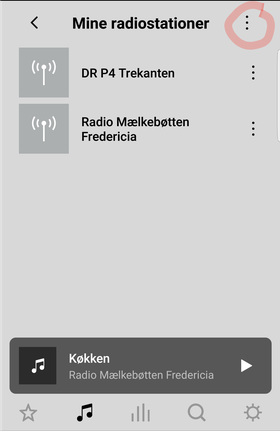 Mine radiostationer
DR P4 Trekanten
Radio Mælkebøtten
Fredericia
Køkken
Radio Mælkebøtten Fredericia